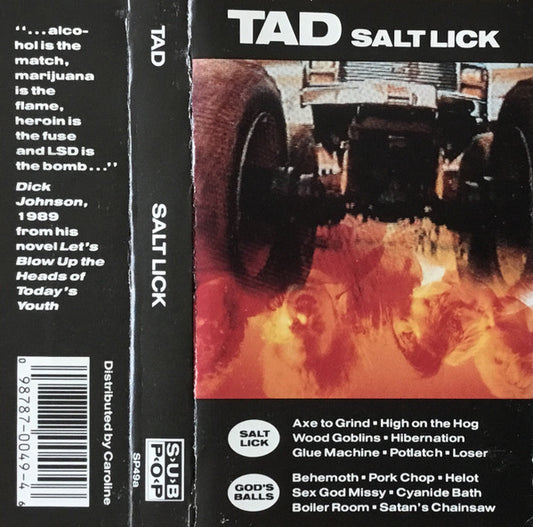 “...alco-
hol is the
match,
marijuana
is the
flame,
heroin is
the fuse
and LSD is
the bomb...”
Dick
Johnson,
1989
from his
novel Let's
Blow Up the
Heads of
Today's
Youth
0 98787-0049-4 6
Distributed by Caroline
TAD
SALT LICK
SP49a
SUB
POP
TAD SALT LICK
SALT
LICK
Axe to Grind ▪ High on the Hog
Wood Goblins ▪ Hibernation
Glue Machine ▪ Potlatch ▪ Loser
GOD'S
BALLS
Behemoth ▪ Pork Chop ▪ Helot
Sex God Missy ▪ Cyanide Bath
Boiler Room ▪ Satan's Chainsaw